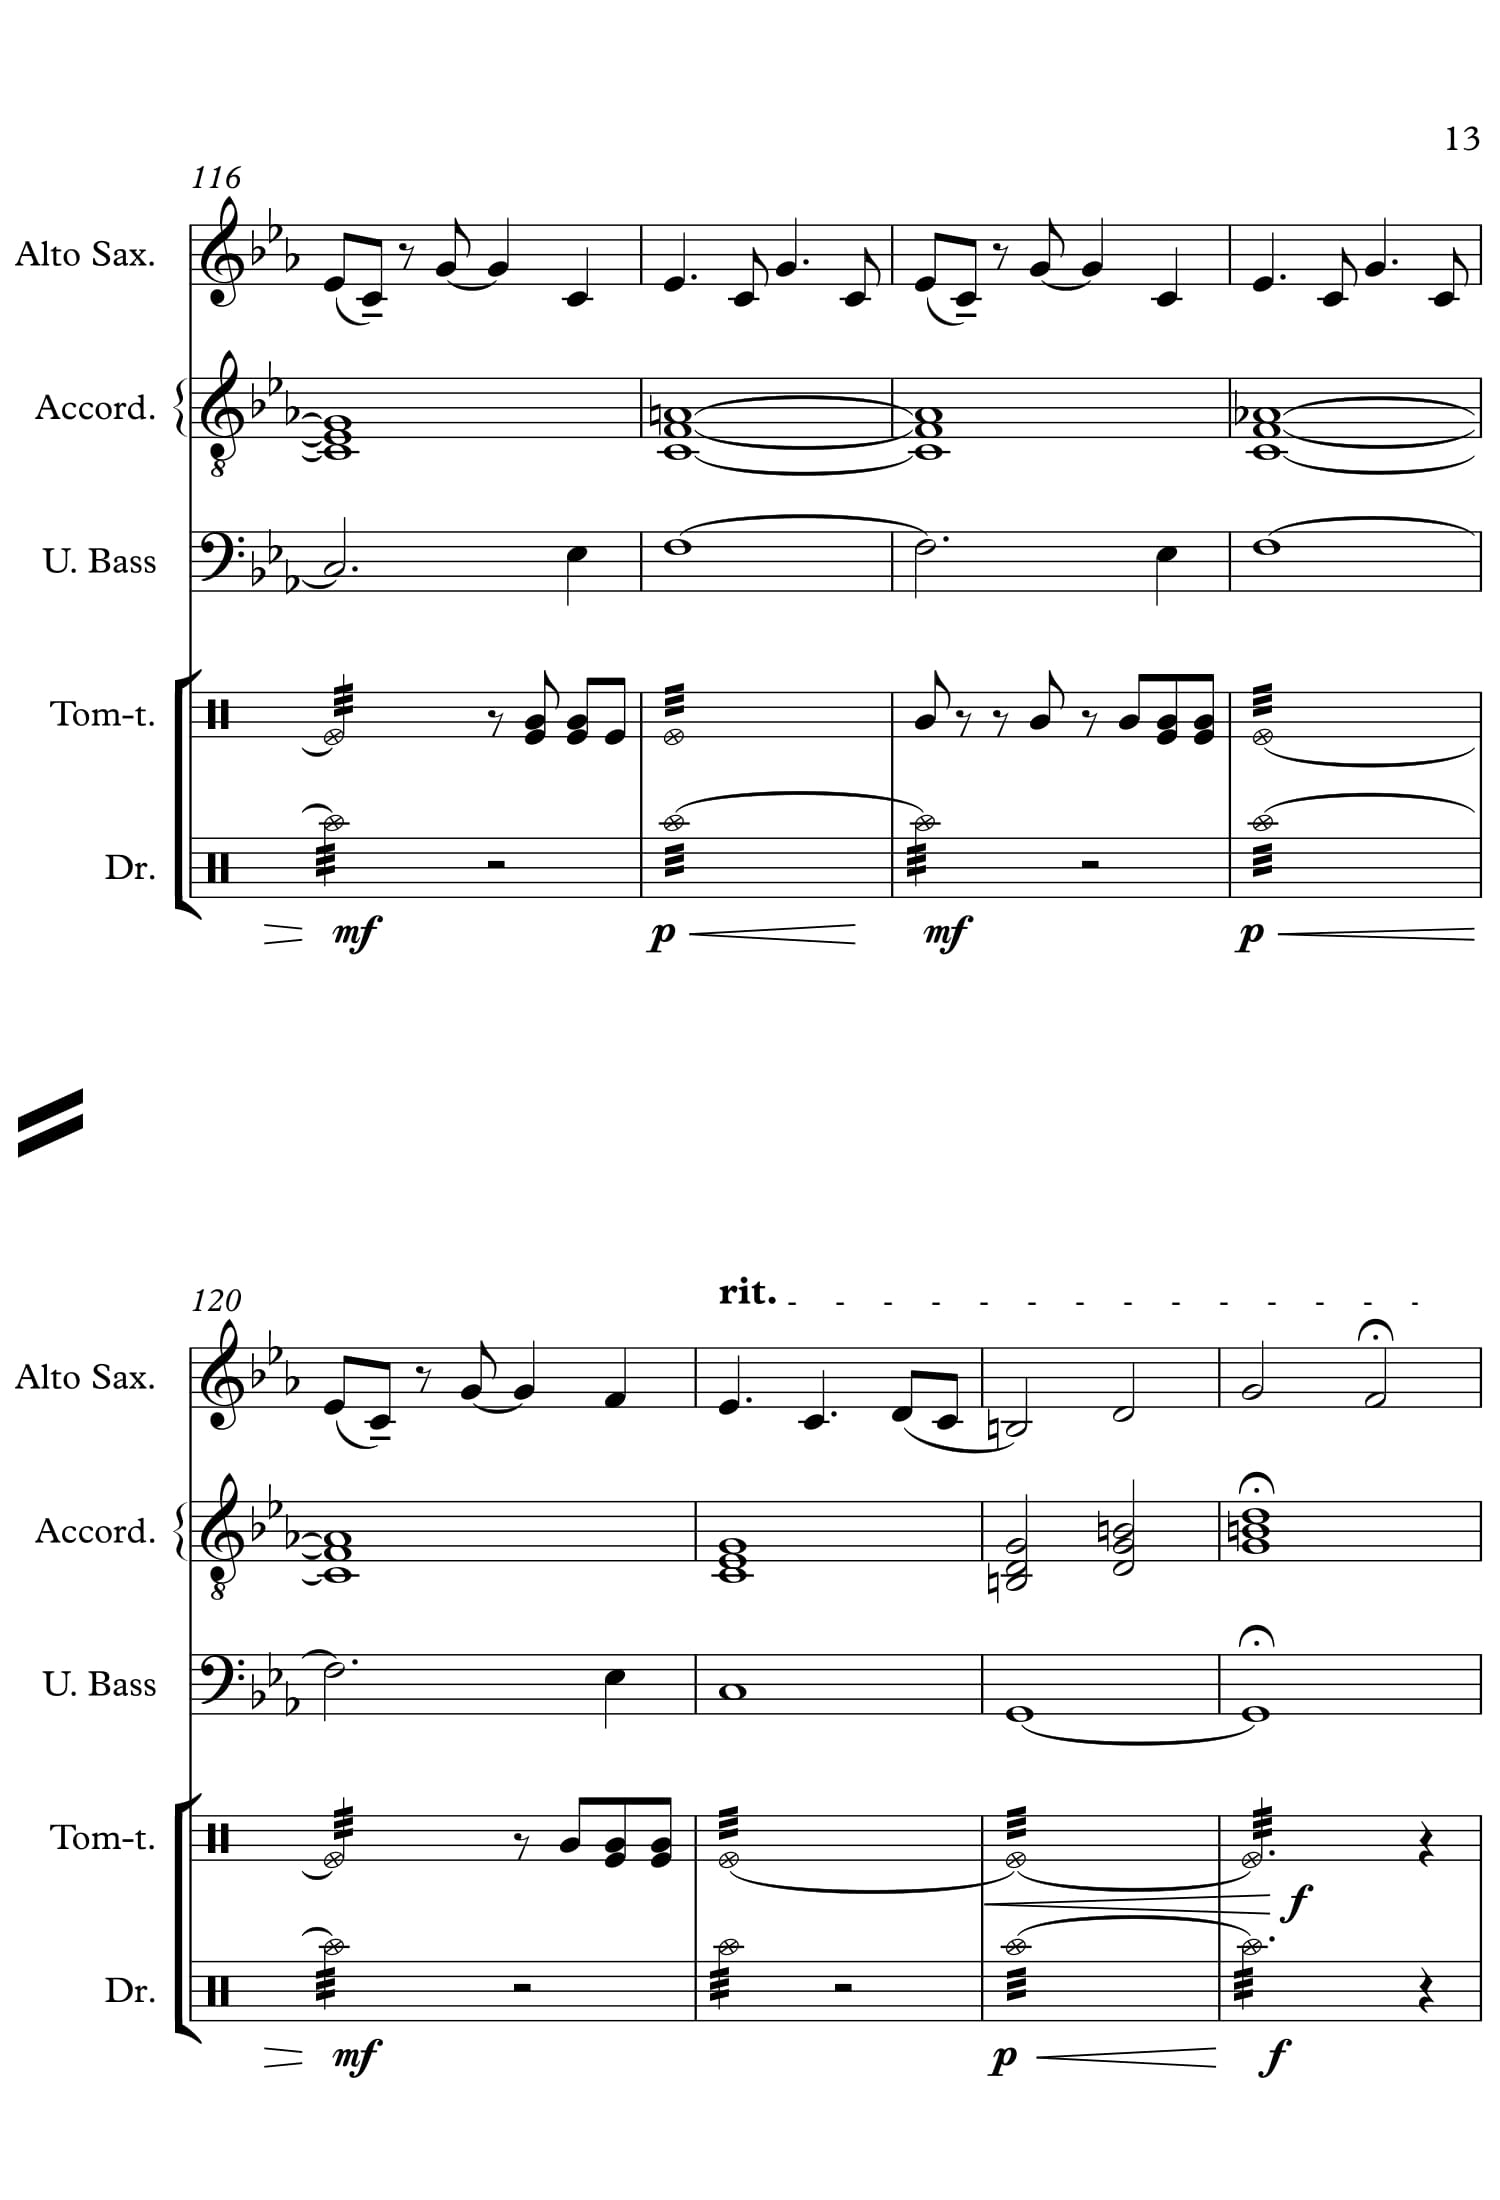 13
116
Alto Sax.
Accord.
8
U. Bass
Tom-t.
Dr.
mf p mf p
rit.
120
Alto Sax.
Accord.
8
U. Bass
Tom-t.
f
Dr.
mf p f